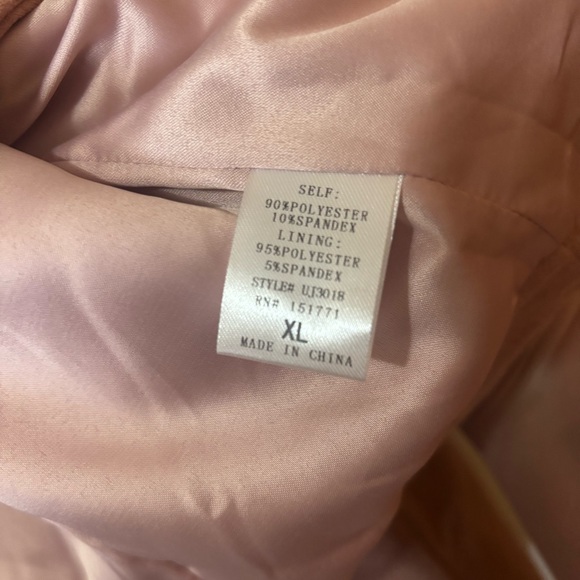 SELF:
90%POLYESTER
10%SPANDEX
LINING:
95%POLYESTER
5%SPANDEX
STYLE# UJ3018
RN# 151771
XL
MADE IN CHINA